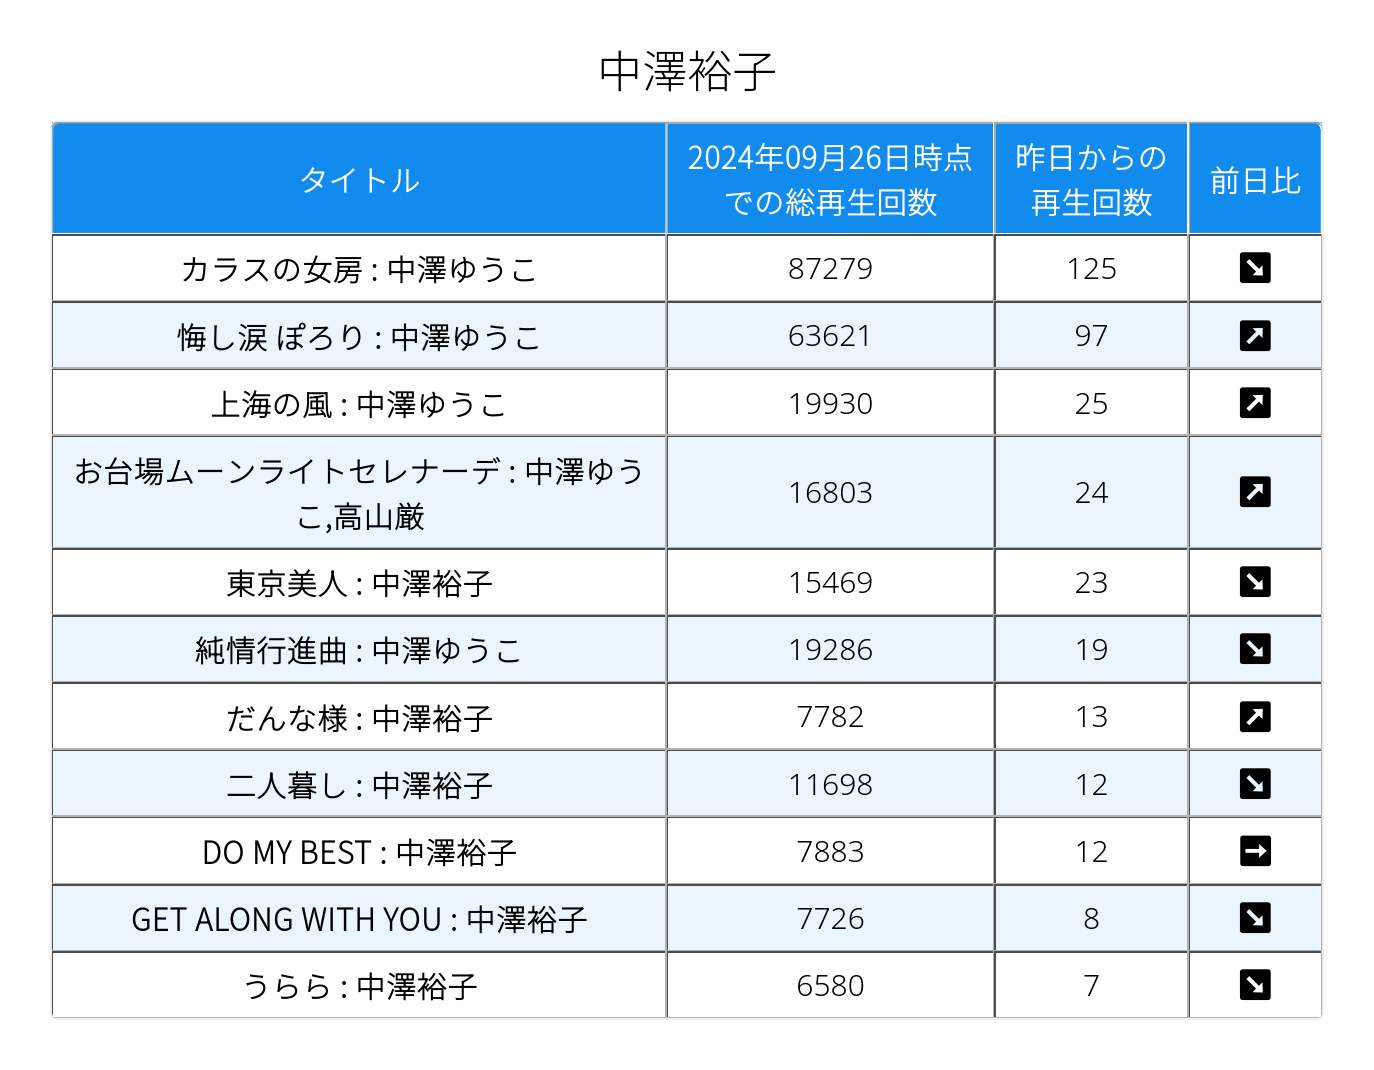 中澤裕子
タイトル
2024年09月26日時点
での総再生回数
昨日からの
再生回数
前日比
カラスの女房 : 中澤ゆうこ
87279
125
悔し涙 ぽろり : 中澤ゆうこ
63621
97
上海の風 : 中澤ゆうこ
19930
25
お台場ムーンライトセレナーデ : 中澤ゆう
こ,高山厳
16803
24
東京美人 : 中澤裕子
15469
23
純情行進曲 : 中澤ゆうこ
19286
19
だんな様 : 中澤裕子
7782
13
二人暮し : 中澤裕子
11698
12
DO MY BEST : 中澤裕子
7883
12
GET ALONG WITH YOU : 中澤裕子
7726
8
うらら : 中澤裕子
6580
7